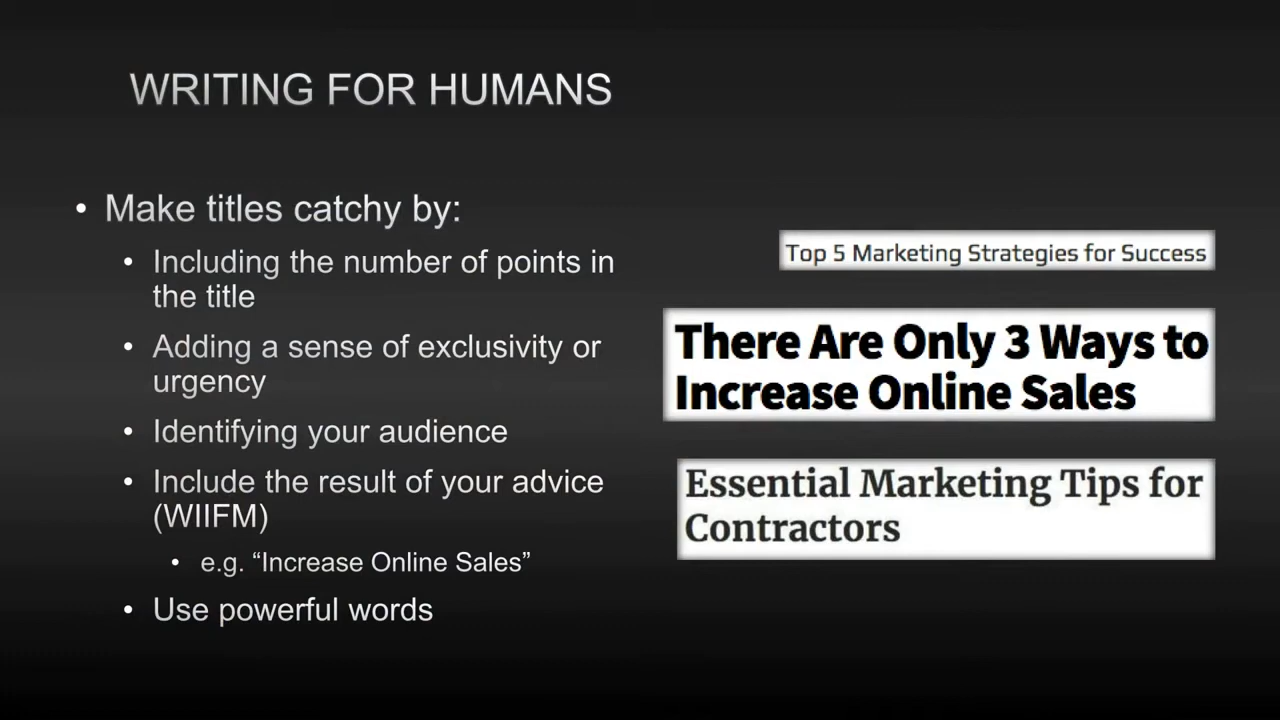 WRITING FOR HUMANS
• Make titles catchy by:
• Including the number of points in
the title
• Adding a sense of exclusivity or
urgency
• Identifying your audience
• Include the result of your advice
(WIIFM)
• e.g. “Increase Online Sales”
• Use powerful words
Top 5 Marketing Strategies for Success
There Are Only 3 Ways to
Increase Online Sales
Essential Marketing Tips for
Contractors